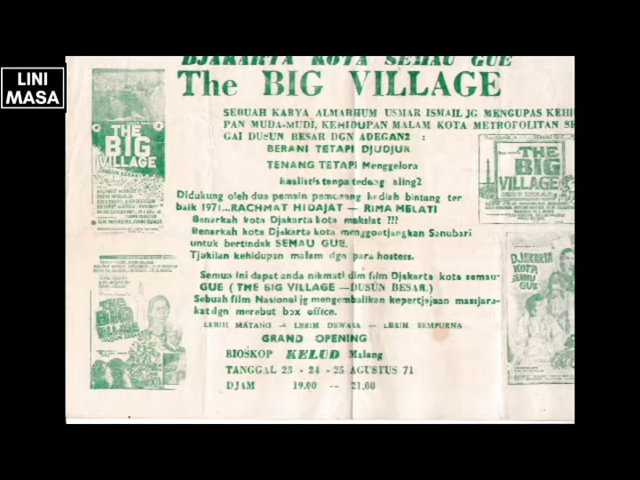 LINI
MASA
DJAKARTA KOTA SEMAU GUE
The BIG VILLAGE
SEBUAH KARYA ALMARHUM USMAR ISMAIL JG MENGUPAS KEHI
PAN MUDA-MUDI, KEHIDUPAN MALAM KOTA METROFOLITAN SE
GAI DUSUN BESAR DGN ADEGAN2 :
BERANI TETAPI DJUDJUR
TENANG TETAPI Menggelora
Realistis tanpa tedeng aling2
Didukung oleh dua pemain pemenang hadiah bintang ter
baik 1971...RACHMAT HIDAJAT — RIMA MELATI
Benarkah kota Djakarta kota maksiat ???
Benarkah kota Djakarta kota menggontjangkan Sanubari
untuk bertindek SEMAU GUE.
Tjukilan kehidupan malam dgn para hostess.
Semua ini dapat anda nikmati dlm film Djakarta kota semau
GUE ( THE BIG VILLAGE —DUSUN BESAR.)
Sebuah film Nasional jg mengembalikan kepertjajaan massjara-
kat dgn merebut box office.
LEBIH MATANG — LEBIH DEWASA — LEBIH SEMPURNA
GRAND OPENING
BIOSKOP KELUD Malang
TANGGAL 23 - 24 - 25 AGUSTUS 71
DJAM 19.00 -- 21.00
THE
BIG
VILLAGE
THE
BIG
VILLAGE
DJAKARTA
KOTA
SEMAU
GUE
THE
BIG
VILLAGE